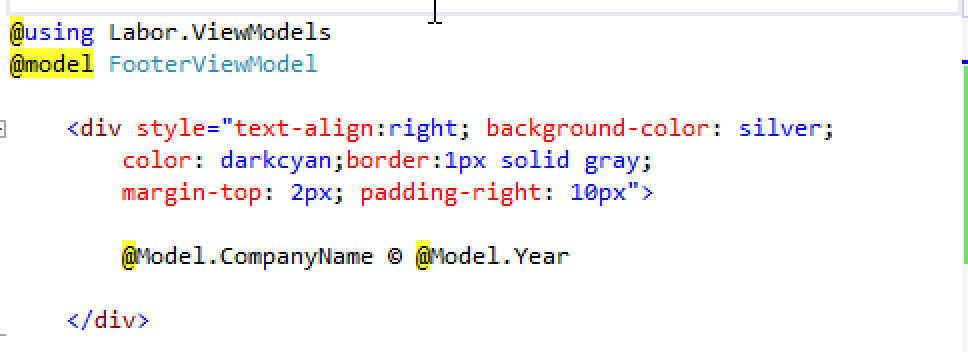 @using Labor.ViewModels
@model FooterViewModel
<div style="text-align:right; background-color: silver;
color: darkcyan;border:1px solid gray;
margin-top: 2px; padding-right: 10px">
@Model.CompanyName © @Model.Year
</div>